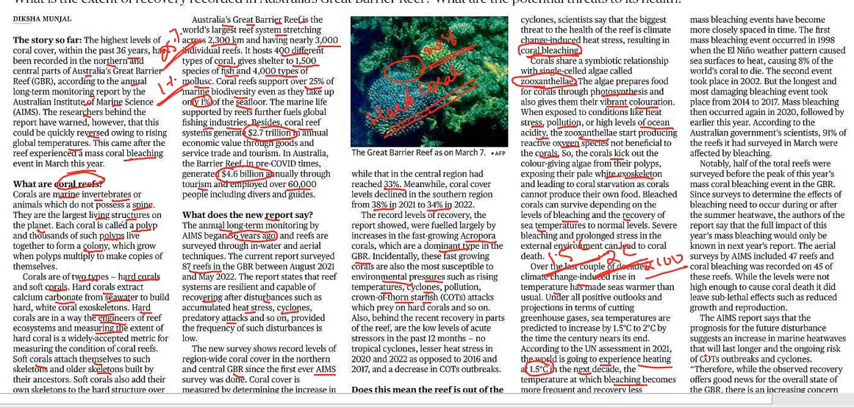 What is the extent of recovery recorded in Australia's Great Barrier Reef? What are the potential threats to its health?
DIKSHA MUNJAL
The story so far: The highest levels of
coral cover, within the past 36 years, has
been recorded in the northern and
central parts of Australia's Great Barrier
Reef (GBR), according to the annual
long-term monitoring report by the
Australian Institute of Marine Science
(AIMS). The researchers behind the
report have warned, however, that this
could be quickly reversed owing to rising
global temperatures. This came after the
reef experienced a mass coral bleaching
event in March this year.
What are coral reefs?
Corals are marine invertebrates or
animals which do not possess a spine.
They are the largest living structures on
the planet. Each coral is called a polyp
and thousands of such polyps live
together to form a colony, which grow
when polyps multiply to make copies of
themselves.
Corals are of two types — hard corals
and soft corals. Hard corals extract
calcium carbonate from seawater to build
hard, white coral exoskeletons. Hard
corals are in a way the engineers of reef
ecosystems and measuring the extent of
hard coral is a widely-accepted metric for
measuring the condition of coral reefs.
Soft corals attach themselves to such
skeletons and older skeletons built by
their ancestors. Soft corals also add their
own skeletons to the hard structure over
Australia's Great Barrier Reef is the
world's largest reef system stretching
across 2,300 km and having nearly 3,000
individual reefs. It hosts 400 different
types of coral, gives shelter to 1,500
species of fish and 4,000 types of
mollusc. Coral reefs support over 25% of
marine biodiversity even as they take up
only 1% of the seafloor. The marine life
supported by reefs further fuels global
fishing industries. Besides, coral reef
systems generate $2.7 trillion in annual
economic value through goods and
service trade and tourism. In Australia,
the Barrier Reef, in pre-COVID times,
generated $4.6 billion annually through
tourism and employed over 60,000
people including divers and guides.
What does the new report say?
The annual long-term monitoring by
AIMS began 36 years ago and reefs are
surveyed through in-water and aerial
techniques. The current report surveyed
87 reefs in the GBR between August 2021
and May 2022. The report states that reef
systems are resilient and capable of
recovering after disturbances such as
accumulated heat stress, cyclones,
predatory attacks and so on, provided
the frequency of such disturbances is
low.
The new survey shows record levels of
region-wide coral cover in the northern
and central GBR since the first ever AIMS
survey was done. Coral cover is
measured by determining the increase in
The Great Barrier Reef as on March 7. • AFP
while that in the central region had
reached 33%. Meanwhile, coral cover
levels declined in the southern region
from 38% in 2021 to 34% in 2022.
The record levels of recovery, the
report showed, were fuelled largely by
increases in the fast-growing Acropora
corals, which are a dominant type in the
GBR. Incidentally, these fast growing
corals are also the most susceptible to
environmental pressures such as rising
temperatures, cyclones, pollution,
crown-of-thorn starfish (COTs) attacks
which prey on hard corals and so on.
Also, behind the recent recovery in parts
of the reef, are the low levels of acute
stressors in the past 12 months — no
tropical cyclones, lesser heat stress in
2020 and 2022 as opposed to 2016 and
2017, and a decrease in COTs outbreaks.
Does this mean the reef is out of the
cyclones, scientists say that the biggest
threat to the health of the reef is climate
change-induced heat stress, resulting in
coral bleaching.
Corals share a symbiotic relationship
with single-celled algae called
zooxanthellae. The algae prepares food
for corals through photosynthesis and
also gives them their vibrant colouration.
When exposed to conditions like heat
stress, pollution, or high levels of ocean
acidity, the zooxanthellae start producing
reactive oxygen species not beneficial to
the corals. So, the corals kick out the
colour-giving algae from their polyps,
exposing their pale white exoskeleton
and leading to coral starvation as corals
cannot produce their own food. Bleached
corals can survive depending on the
levels of bleaching and the recovery of
sea temperatures to normal levels. Severe
bleaching and prolonged stress in the
external environment can lead to coral
death.
Over the last couple of decades,
climate change-induced rise in
temperature has made seas warmer than
usual. Under all positive outlooks and
projections in terms of cutting
greenhouse gases, sea temperatures are
predicted to increase by 1.5°C to 2°C by
the time the century nears its end.
According to the UN assessment in 2021,
the world is going to experience heating
at 1.5°C in the next decade, the
temperature at which bleaching becomes
more frequent and recovery less
mass bleaching events have become
more closely spaced in time. The first
mass bleaching event occurred in 1998
when the El Niño weather pattern caused
sea surfaces to heat, causing 8% of the
world's coral to die. The second event
took place in 2002. But the longest and
most damaging bleaching event took
place from 2014 to 2017. Mass bleaching
then occurred again in 2020, followed by
earlier this year. According to the
Australian government's scientists, 91% of
the reefs it had surveyed in March were
affected by bleaching.
Notably, half of the total reefs were
surveyed before the peak of this year's
mass coral bleaching event in the GBR.
Since surveys to determine the effects of
bleaching need to occur during or after
the summer heatwave, the authors of the
report say that the full impact of this
year's mass bleaching would only be
known in next year's report. The aerial
surveys by AIMS included 47 reefs and
coral bleaching was recorded on 45 of
these reefs. While the levels were not
high enough to cause coral death it did
leave sub-lethal effects such as reduced
growth and reproduction.
The AIMS report says that the
prognosis for the future disturbance
suggests an increase in marine heatwaves
that will last longer and the ongoing risk
of COTs outbreaks and cyclones.
"Therefore, while the observed recovery
offers good news for the overall state of
the GBR, there is an increasing concern